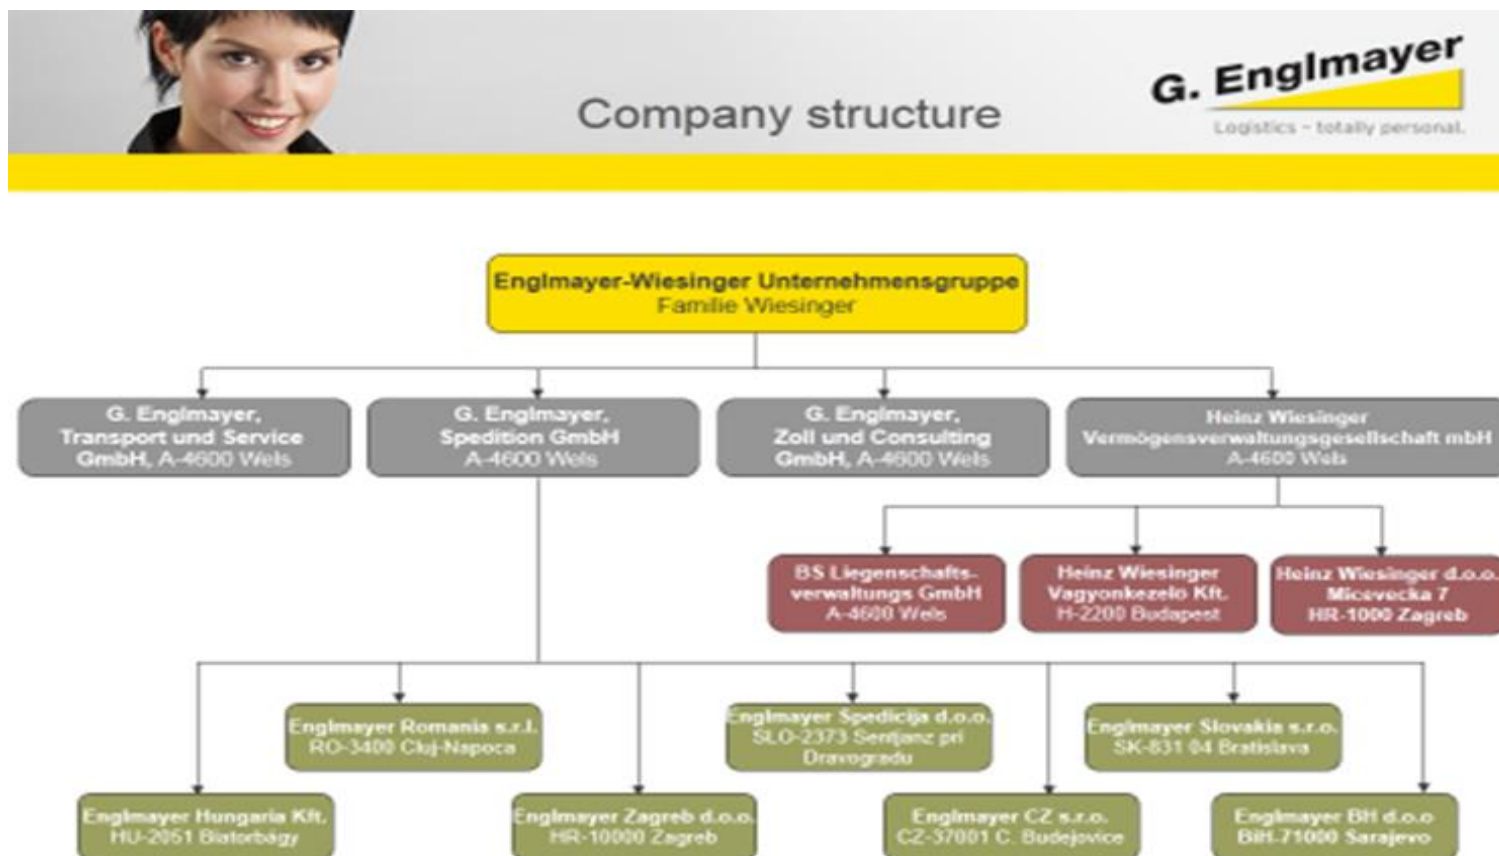 Company structure
G. Englmayer
Logistics – totally personal.
Englmayer-Wiesinger Unternehmensgruppe
Familie Wiesinger
G. Englmayer,
Transport und Service
GmbH, A-4600 Wels
G. Englmayer,
Spedition GmbH
A-4600 Wels
G. Englmayer,
Zoll und Consulting
GmbH, A-4600 Wels
Heinz Wiesinger
Vermögensverwaltungsgesellschaft mbH
A-4600 Wels
BS Liegenschafts-
verwaltungs GmbH
A-4600 Wels
Heinz Wiesinger
Vagyonkezelö Kft.
H-2200 Budapest
Heinz Wiesinger d.o.o.
Micevecka 7
HR-1000 Zagreb
Englmayer Romania s.r.l.
RO-3400 Cluj-Napoca
Englmayer Spedicija d.o.o.
SLO-2373 Sentjanz pri
Dravogradu
Englmayer Slovakia s.r.o.
SK-831 04 Bratislava
Englmayer Hungaria Kft.
HU-2051 Biatorbágy
Englmayer Zagreb d.o.o.
HR-10000 Zagreb
Englmayer CZ s.r.o.
CZ-37001 C. Budejovice
Englmayer BH d.o.o
BiH-71000 Sarajevo